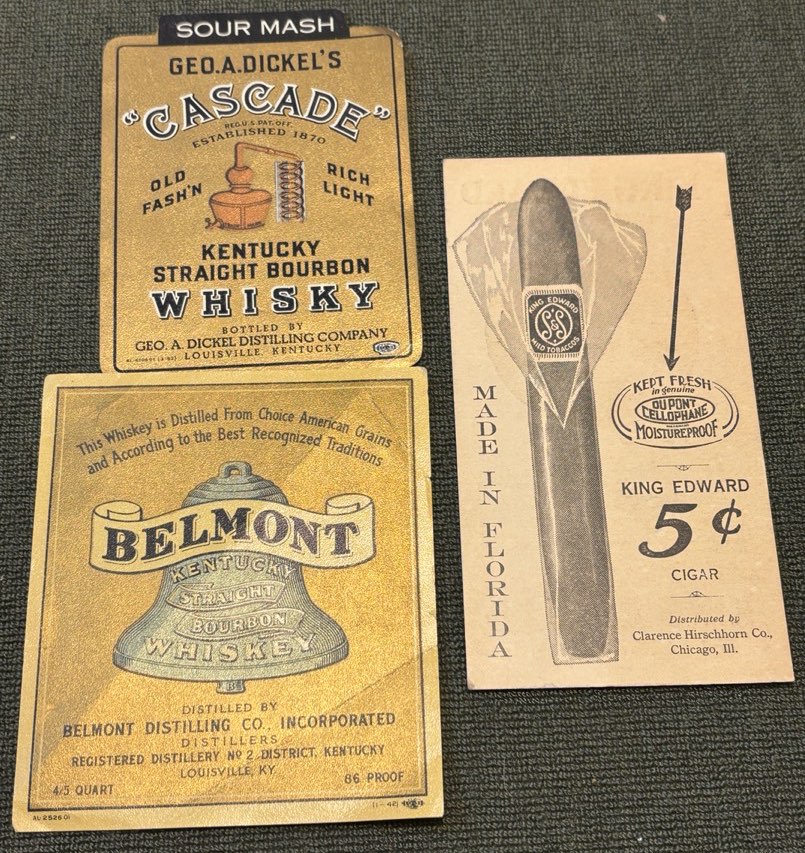 SOUR MASH
GEO. A. DICKEL'S
"CASCADE"
REG. U.S. PAT. OFF.
ESTABLISHED 1870
OLD
FASH'N
RICH
LIGHT
KENTUCKY
STRAIGHT BOURBON
WHISKY
BOTTLED BY
GEO. A. DICKEL DISTILLING COMPANY
LOUISVILLE, KENTUCKY
This Whiskey is Distilled From Choice American Grains
and According to the Best Recognized Traditions
BELMONT
KENTUCKY
STRAIGHT
BOURBON
WHISKEY
DISTILLED BY
BELMONT DISTILLING CO., INCORPORATED
DISTILLERS
REGISTERED DISTILLERY Nº 2 DISTRICT, KENTUCKY
LOUISVILLE, KY.
4/5 QUART
86 PROOF
KING EDWARD
MILD TOBACCOS
MADE IN FLORIDA
KEPT FRESH
in genuine
DU PONT
CELLOPHANE
MOISTUREPROOF
KING EDWARD
5¢
CIGAR
Distributed by
Clarence Hirschhorn Co.,
Chicago, Ill.